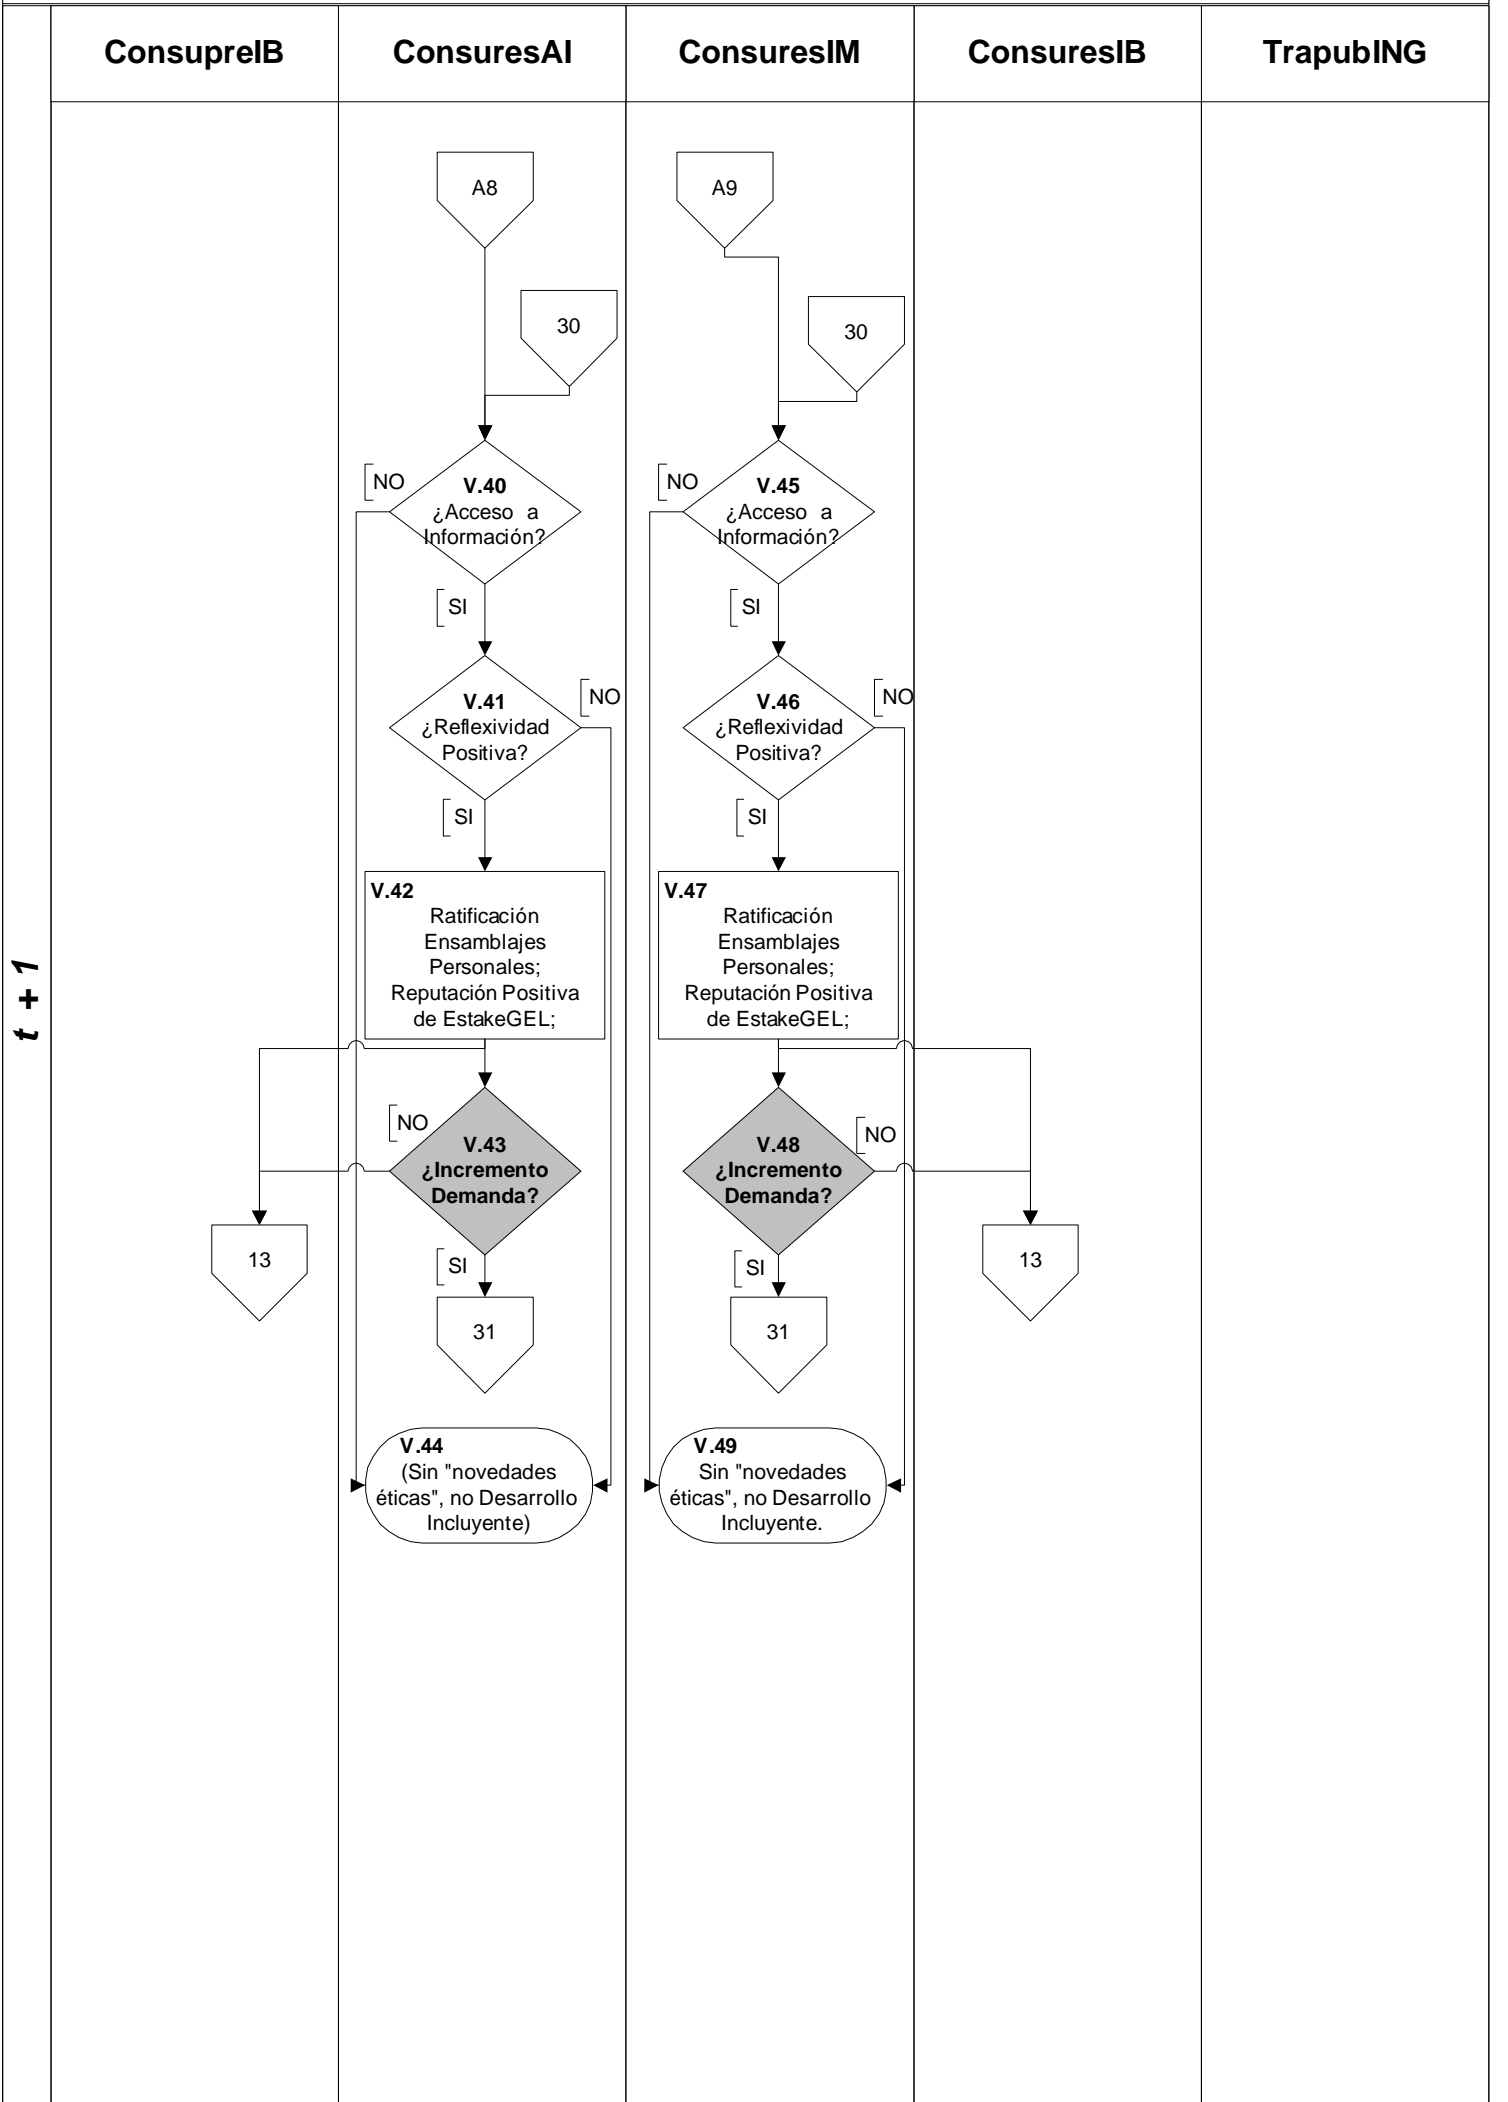 ConsupreIB
ConsuresAI
ConsuresIM
ConsuresIB
TrapubING
t + 1
A8
A9
30
30
NO
V.40
¿Acceso a
Información?
NO
V.45
¿Acceso a
Información?
SI
SI
V.41
¿Reflexividad
Positiva?
NO
V.46
¿Reflexividad
Positiva?
NO
SI
SI
V.42
Ratificación
Ensamblajes
Personales;
Reputación Positiva
de EstakeGEL;
V.47
Ratificación
Ensamblajes
Personales;
Reputación Positiva
de EstakeGEL;
NO
V.43
¿Incremento
Demanda?
V.48
¿Incremento
Demanda?
NO
13
SI
SI
13
31
31
V.44
(Sin "novedades
éticas", no Desarrollo
Incluyente)
V.49
Sin "novedades
éticas", no Desarrollo
Incluyente.